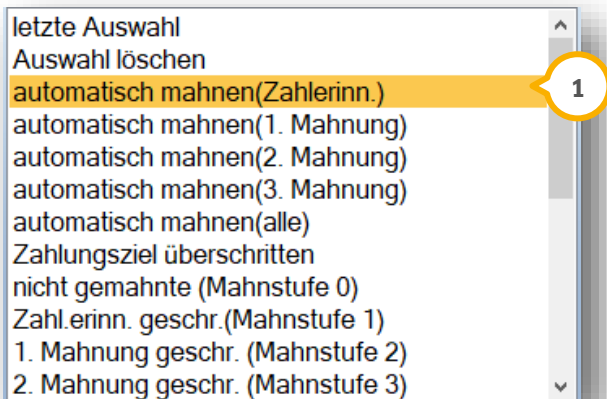 letzte Auswahl
Auswahl löschen
automatisch mahnen(Zahlerinn.)
1
automatisch mahnen(1. Mahnung)
automatisch mahnen(2. Mahnung)
automatisch mahnen(3. Mahnung)
automatisch mahnen(alle)
Zahlungsziel überschritten
nicht gemahnte (Mahnstufe 0)
Zahl.erinn. geschr.(Mahnstufe 1)
1. Mahnung geschr. (Mahnstufe 2)
2. Mahnung geschr. (Mahnstufe 3)